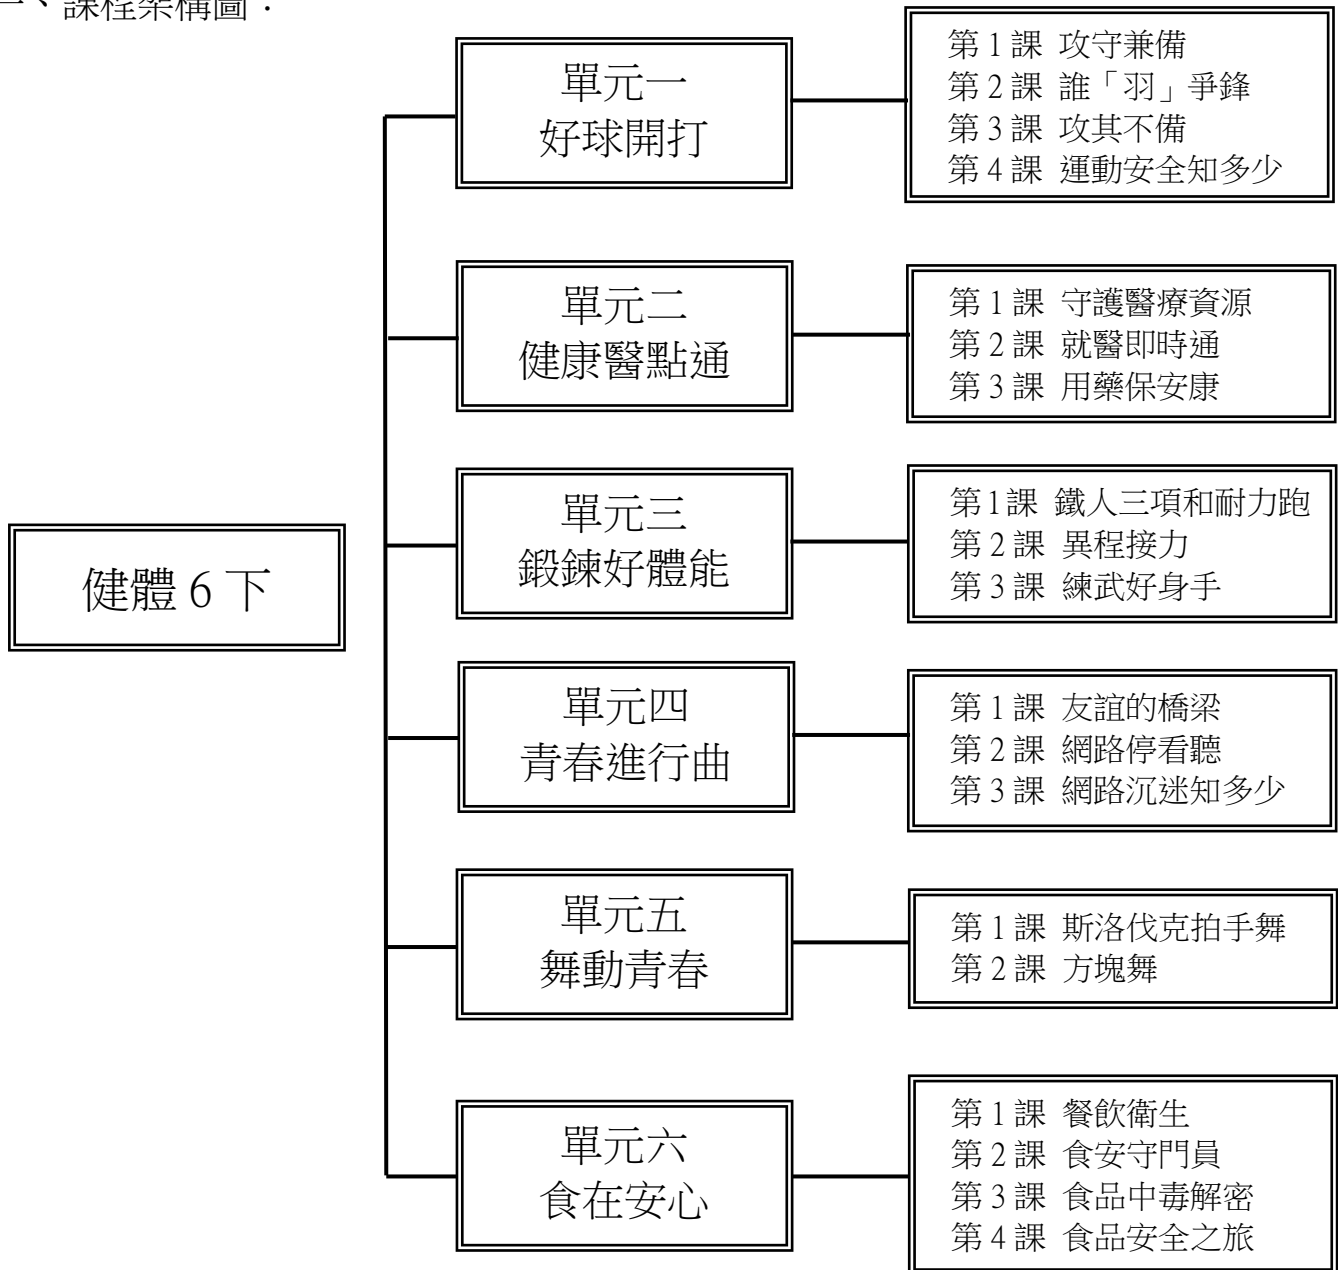 、課程架構圖：
健體 6 下
單元一
好球開打
第 1 課 攻守兼備
第 2 課 誰「羽」爭鋒
第 3 課 攻其不備
第 4 課 運動安全知多少
單元二
健康醫點通
第 1 課 守護醫療資源
第 2 課 就醫即時通
第 3 課 用藥保安康
單元三
鍛鍊好體能
第 1 課 鐵人三項和耐力跑
第 2 課 異程接力
第 3 課 練武好身手
單元四
青春進行曲
第 1 課 友誼的橋梁
第 2 課 網路停看聽
第 3 課 網路沉迷知多少
單元五
舞動青春
第 1 課 斯洛伐克拍手舞
第 2 課 方塊舞
單元六
食在安心
第 1 課 餐飲衛生
第 2 課 食安守門員
第 3 課 食品中毒解密
第 4 課 食品安全之旅